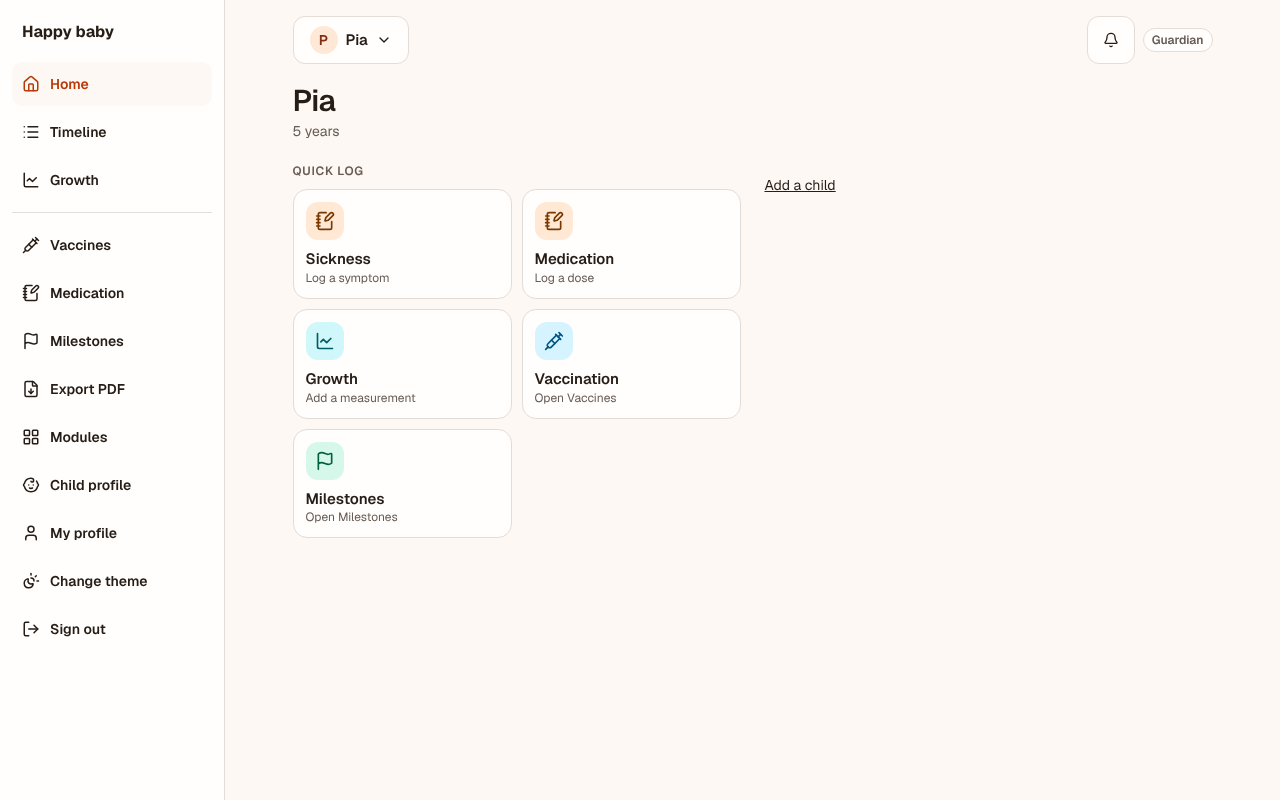 Happy baby
Home
Timeline
Growth
Vaccines
Medication
Milestones
Export PDF
Modules
Child profile
My profile
Change theme
Sign out
P Pia
Guardian
Pia
5 years
QUICK LOG
Sickness
Log a symptom
Medication
Log a dose
Growth
Add a measurement
Vaccination
Open Vaccines
Milestones
Open Milestones
Add a child